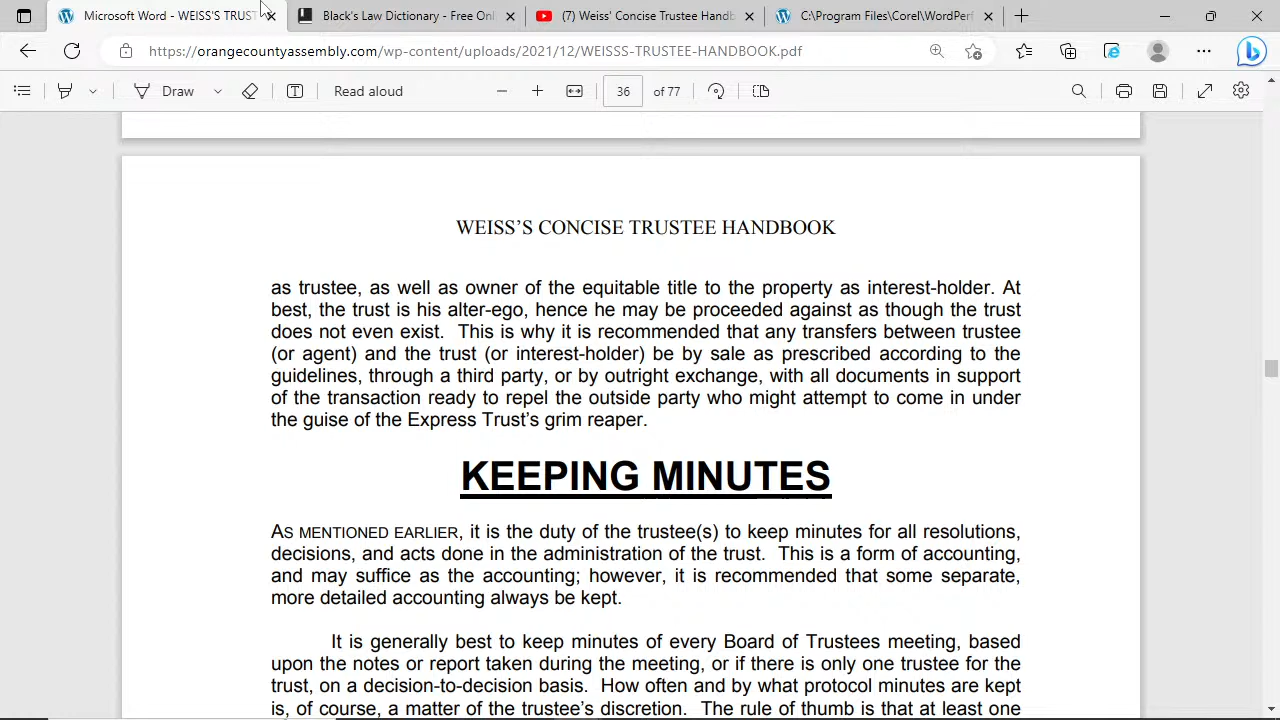 Microsoft Word - WEISS'S TRUST
Black's Law Dictionary - Free Onl
(7) Weiss' Concise Trustee Handb
C:\Program Files\Corel\WordPerf
https://orangecountyassembly.com/wp-content/uploads/2021/12/WEISSS-TRUSTEE-HANDBOOK.pdf
Draw
Read aloud
36
of 77
WEISS'S CONCISE TRUSTEE HANDBOOK
as trustee, as well as owner of the equitable title to the property as interest-holder. At
best, the trust is his alter-ego, hence he may be proceeded against as though the trust
does not even exist. This is why it is recommended that any transfers between trustee
(or agent) and the trust (or interest-holder) be by sale as prescribed according to the
guidelines, through a third party, or by outright exchange, with all documents in support
of the transaction ready to repel the outside party who might attempt to come in under
the guise of the Express Trust's grim reaper.
KEEPING MINUTES
AS MENTIONED EARLIER, it is the duty of the trustee(s) to keep minutes for all resolutions,
decisions, and acts done in the administration of the trust. This is a form of accounting,
and may suffice as the accounting; however, it is recommended that some separate,
more detailed accounting always be kept.
It is generally best to keep minutes of every Board of Trustees meeting, based
upon the notes or report taken during the meeting, or if there is only one trustee for the
trust, on a decision-to-decision basis. How often and by what protocol minutes are kept
is, of course, a matter of the trustee's discretion. The rule of thumb is that at least one